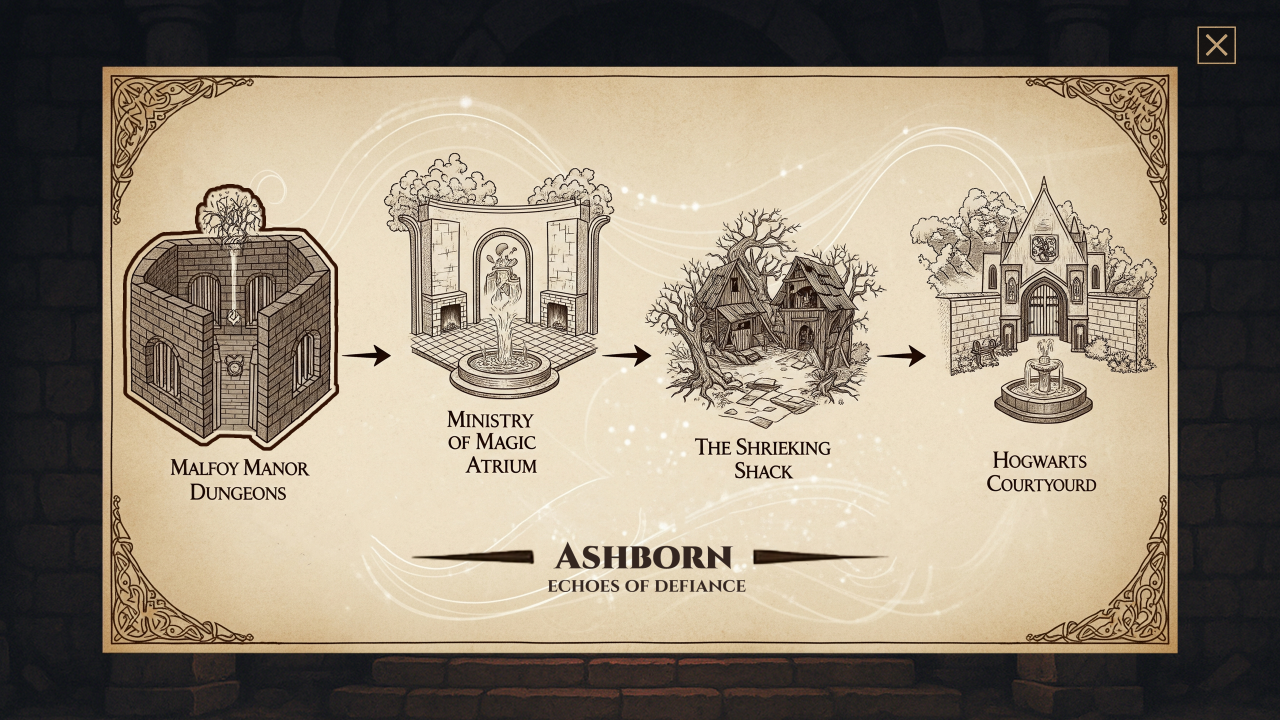 Malfoy Manor
Dungeons
Ministry
of Magic
Atrium
The Shrieking
Shack
Hogwarts
Courtyourd
Ashborn
Echoes of Defiance